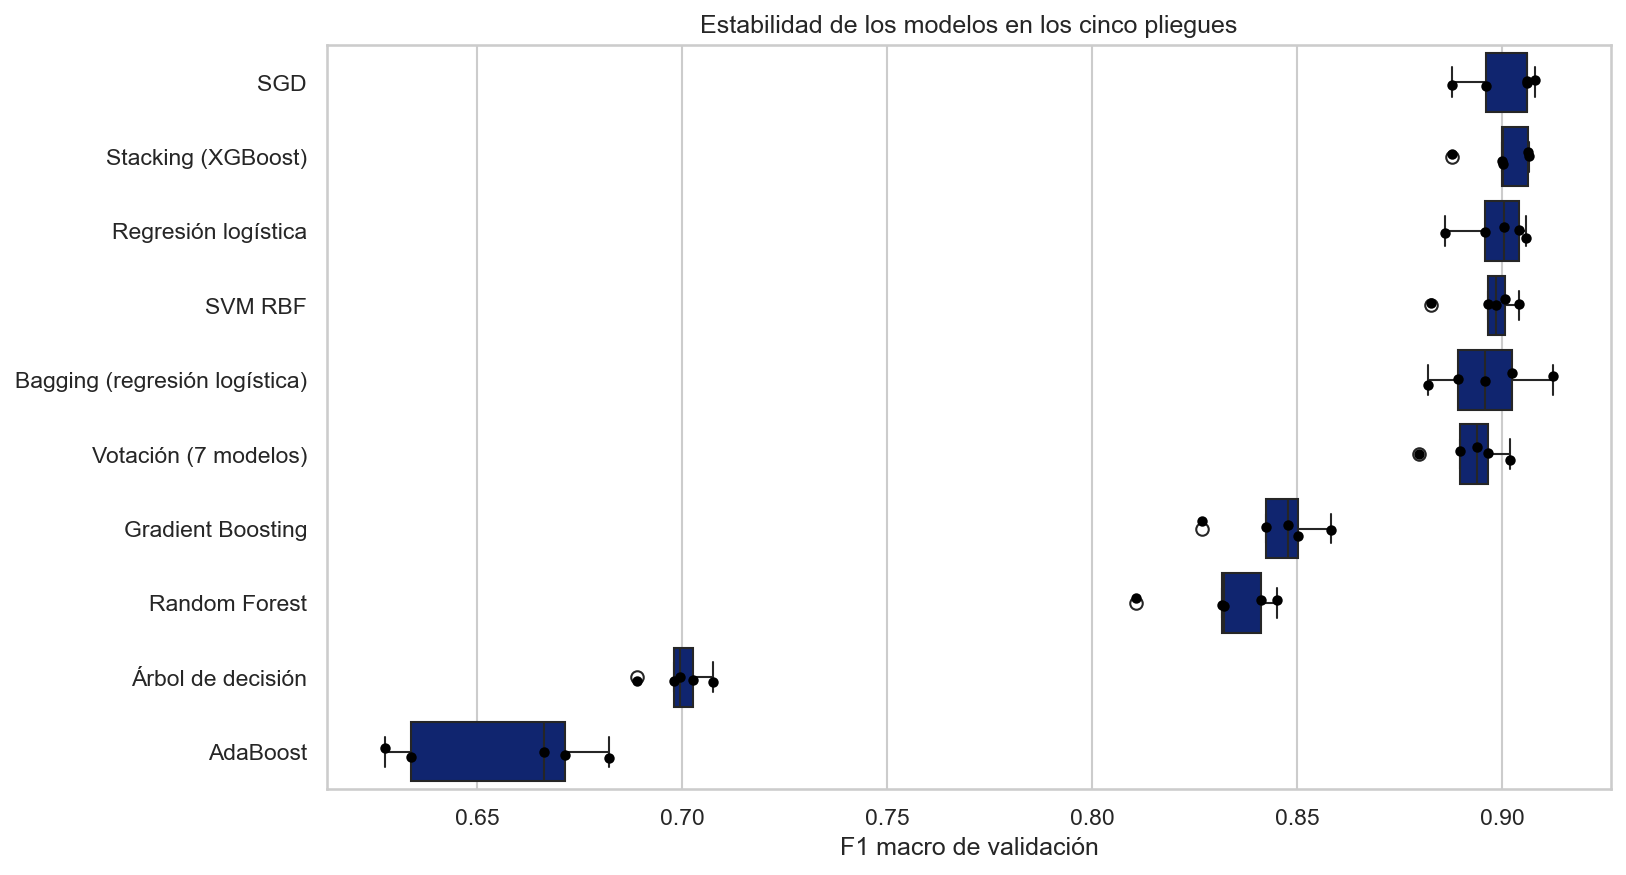 Estabilidad de los modelos en los cinco pliegues
SGD
Stacking (XGBoost)
Regresión logística
SVM RBF
Bagging (regresión logística)
Votación (7 modelos)
Gradient Boosting
Random Forest
Árbol de decisión
AdaBoost
0.65 0.70 0.75 0.80 0.85 0.90
F1 macro de validación